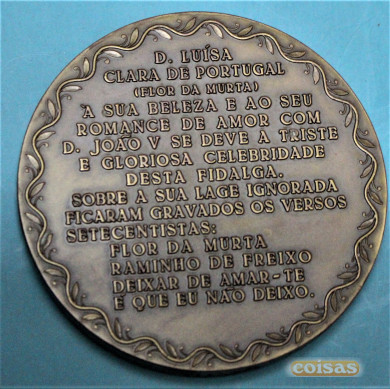 D. LUÍSA
CLARA DE PORTUGAL
(FLOR DA MURTA)
À SUA BELEZA E AO SEU
ROMANCE DE AMOR COM
D. JOÃO V SE DEVE A TRISTE
E GLORIOSA CELEBRIDADE
DESTA FIDALGA.
SOBRE A SUA LAGE IGNORADA
FICARAM GRAVADOS OS VERSOS
SETECENTISTAS:
FLOR DA MURTA
RAMINHO DE FREIXO
DEIXAR DE AMAR-TE
É QUE EU NÃO DEIXO.
coisas